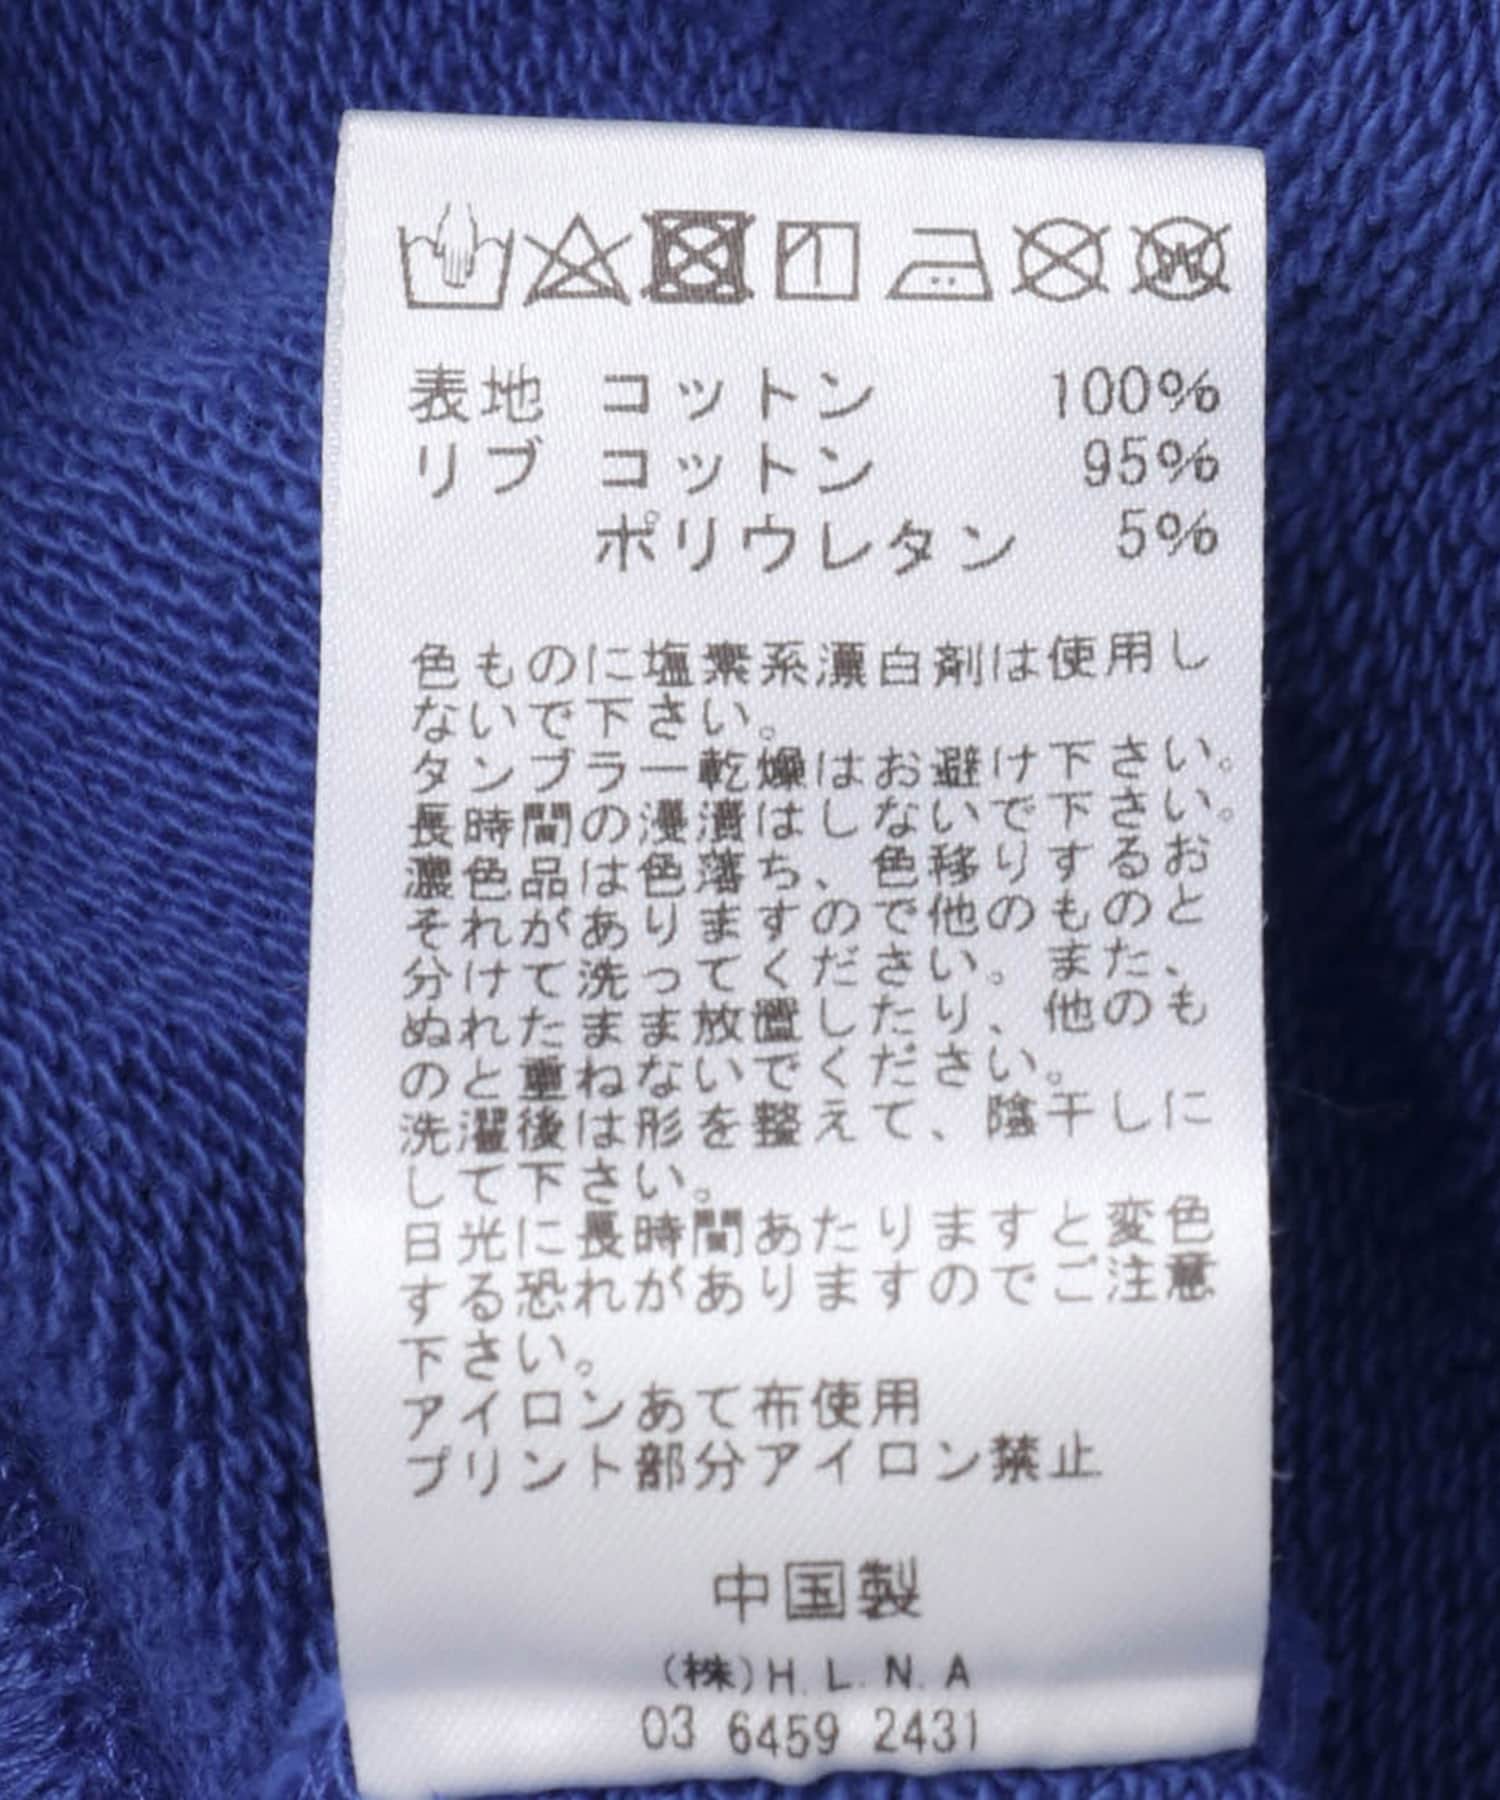 表地 コットン 100%
リブ コットン 95%
ポリウレタン 5%
色ものに塩素系漂白剤は使用し
ないで下さい。
タンブラー乾燥はお避け下さい。
長時間の浸漬はしないで下さい。
濃色品は色落ち、色移りするお
それがありますので他のものと
分けて洗ってください。また、
ぬれたまま放置したり、他のも
のと重ねないでください。
洗濯後は形を整えて、陰干しに
して下さい。
日光に長時間あたりますと変色
する恐れがありますのでご注意
下さい。
アイロンあて布使用
プリント部分アイロン禁止
中国製
(株)H.L.N.A
03 6459 2431